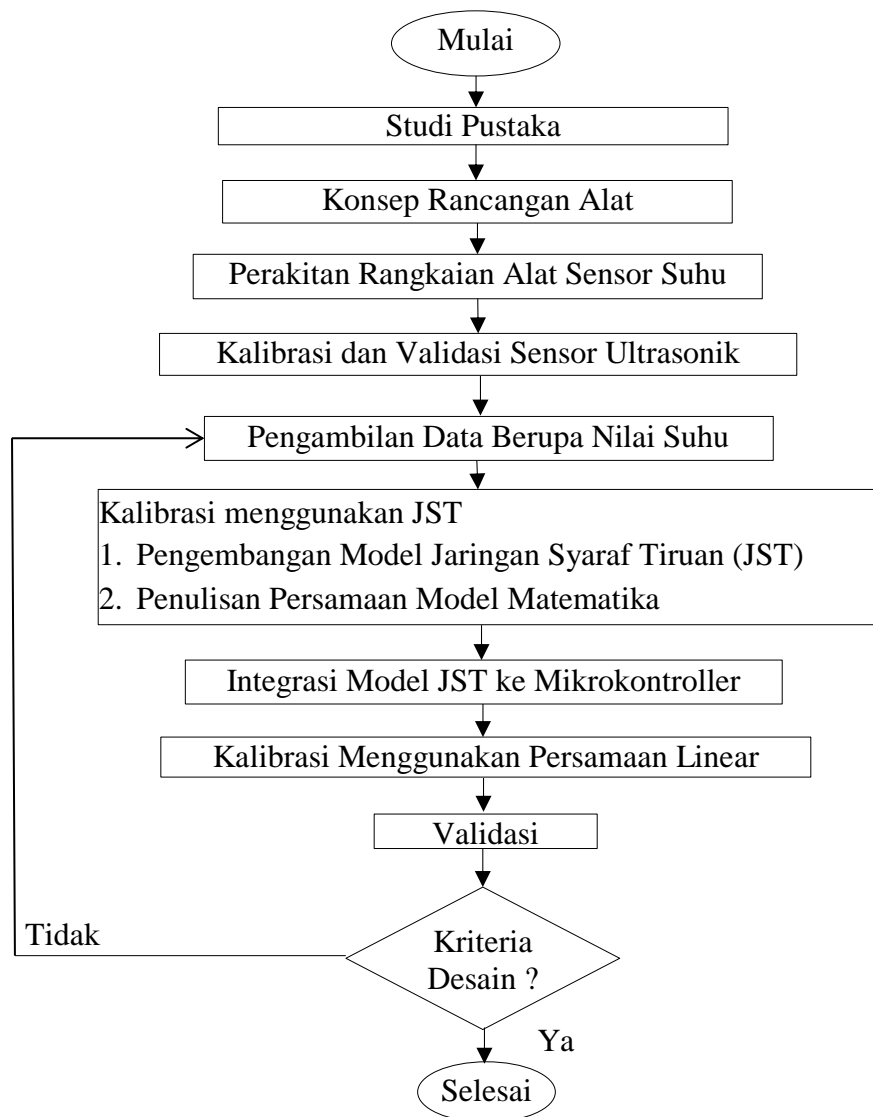 Mulai
Studi Pustaka
Konsep Rancangan Alat
Perakitan Rangkaian Alat Sensor Suhu
Kalibrasi dan Validasi Sensor Ultrasonik
Pengambilan Data Berupa Nilai Suhu
Kalibrasi menggunakan JST
1. Pengembangan Model Jaringan Syaraf Tiruan (JST)
2. Penulisan Persamaan Model Matematika
Integrasi Model JST ke Mikrokontroller
Kalibrasi Menggunakan Persamaan Linear
Validasi
Tidak
Kriteria
Desain ?
Ya
Selesai